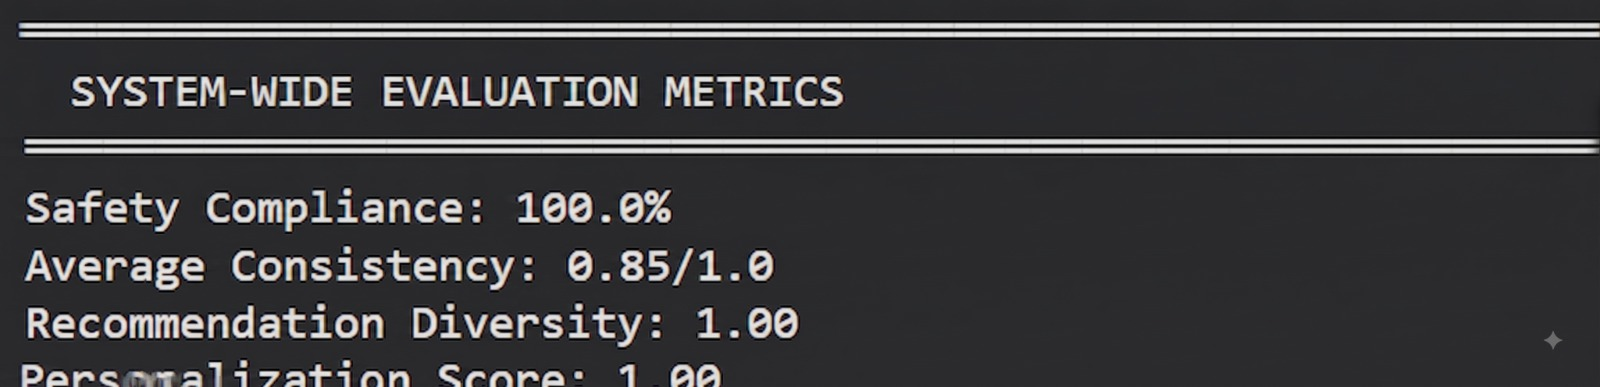 SYSTEM-WIDE EVALUATION METRICS
Safety Compliance: 100.0%
Average Consistency: 0.85/1.0
Recommendation Diversity: 1.00
Personalization Score: 1.00